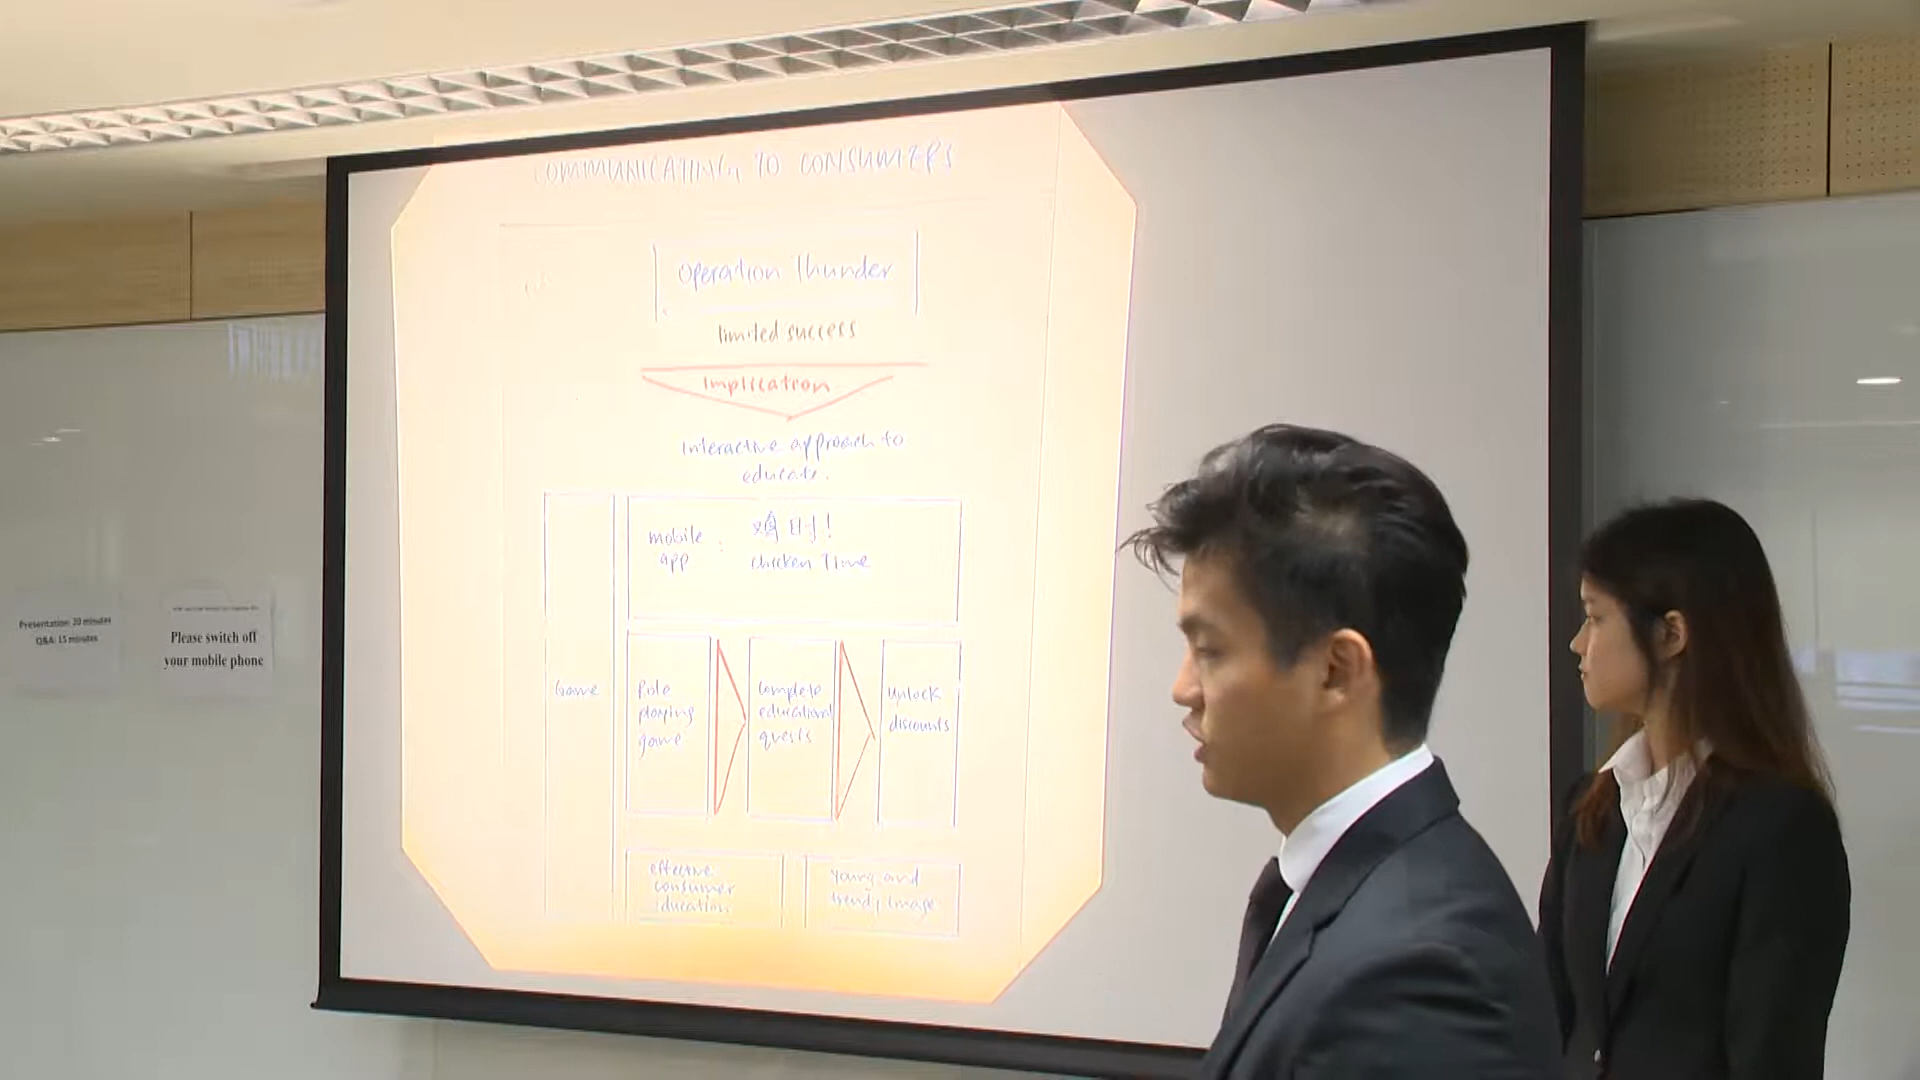 COMMUNICATING TO CONSUMERS
Operation Thunder
limited success
Implication
Interactive approach to
educate.
mobile
app
:
鸡时!
chicken Time
Game
Role
playing
game
Complete
educational
quests
Unlock
discounts
effective
consumer
education
young and
trendy image
Presentation: 20 minutes
Q&A: 15 minutes
Please switch off
your mobile phone